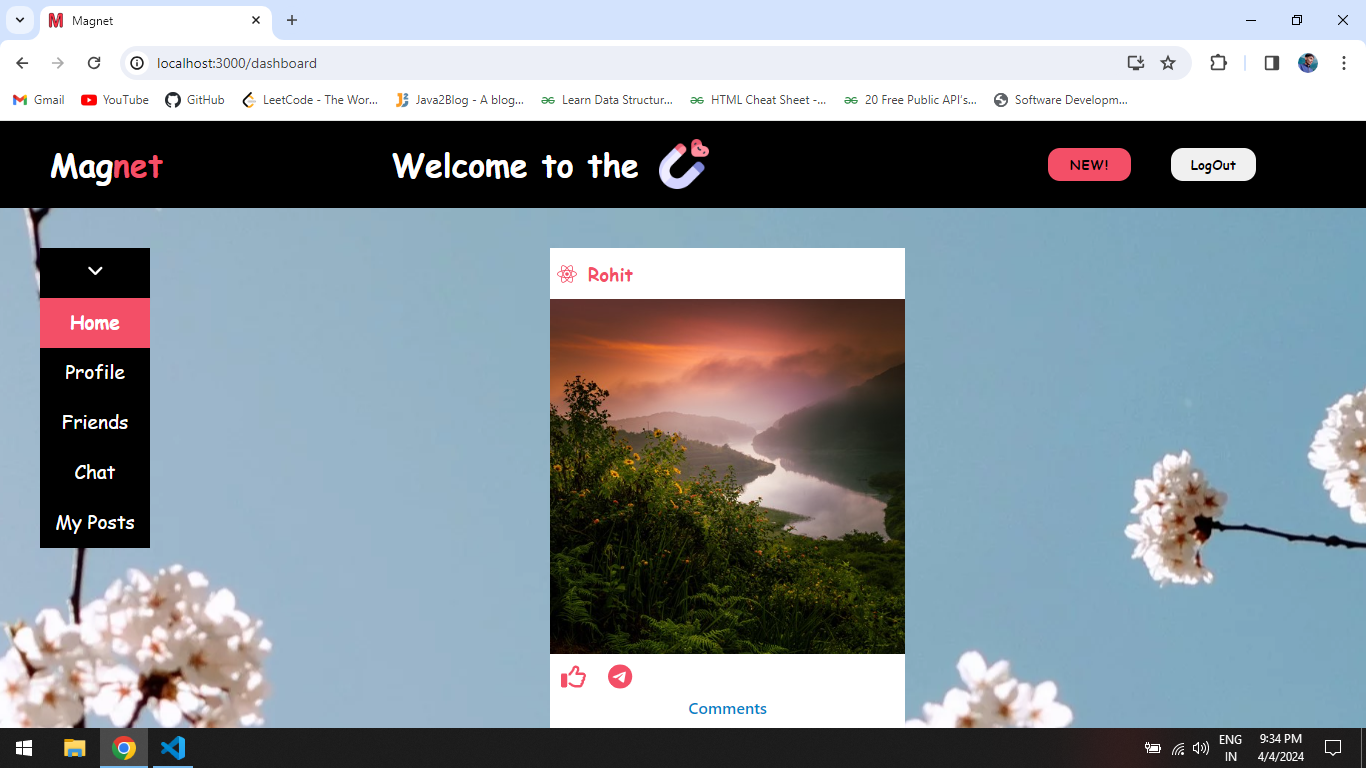 Magnet
localhost:3000/dashboard
Gmail YouTube GitHub LeetCode - The Wor... Java2Blog - A blog... Learn Data Structur... HTML Cheat Sheet -... 20 Free Public API's... Software Developm...
Magnet Welcome to the NEW! LogOut
Rohit
Home
Profile
Friends
Chat
My Posts
Comments
ENG 9:34 PM
IN 4/4/2024